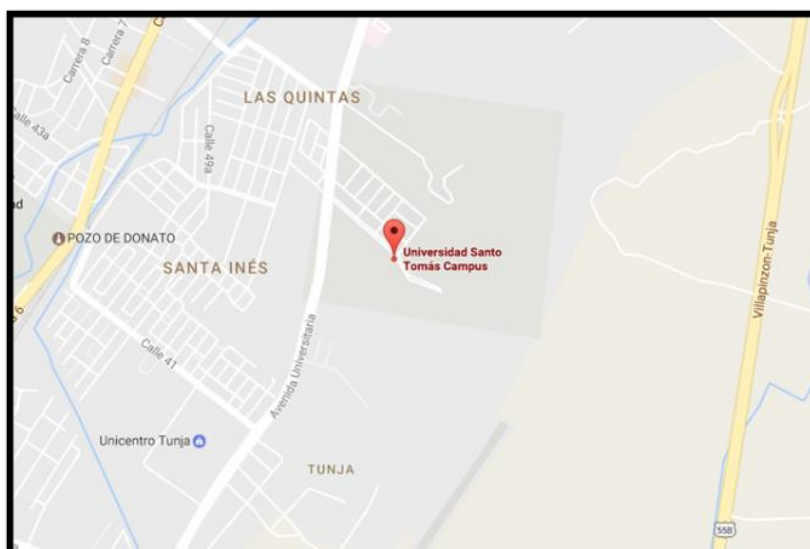 Carrera 8
Carrera 7
Calle 43a
Calle 49a
LAS QUINTAS
POZO DE DONATO
SANTA INÉS
Universidad Santo
Tomás Campus
Villapinzon-Tunja
Avenida Universitaria
Calle 41
Unicentro Tunja
TUNJA
55B